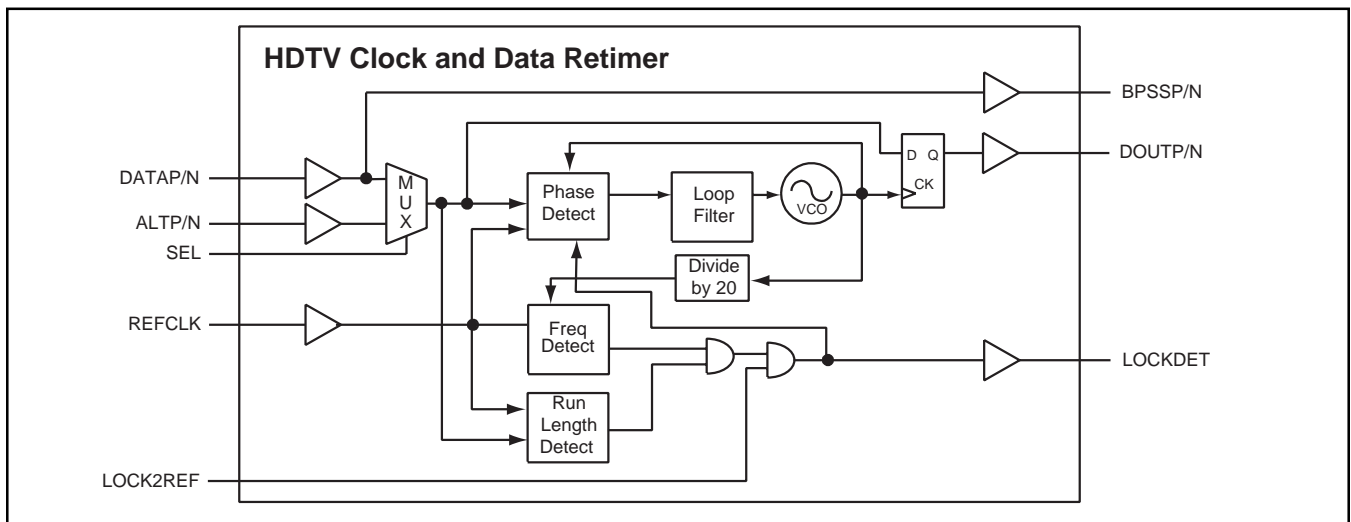 HDTV Clock and Data Retimer
BPSSP/N
DATAP/N
M
U
X
Phase
Detect
Loop
Filter
VCO
D Q
CK
DOUTP/N
ALTP/N
SEL
Divide
by 20
REFCLK
Freq
Detect
LOCKDET
Run
Length
Detect
LOCK2REF